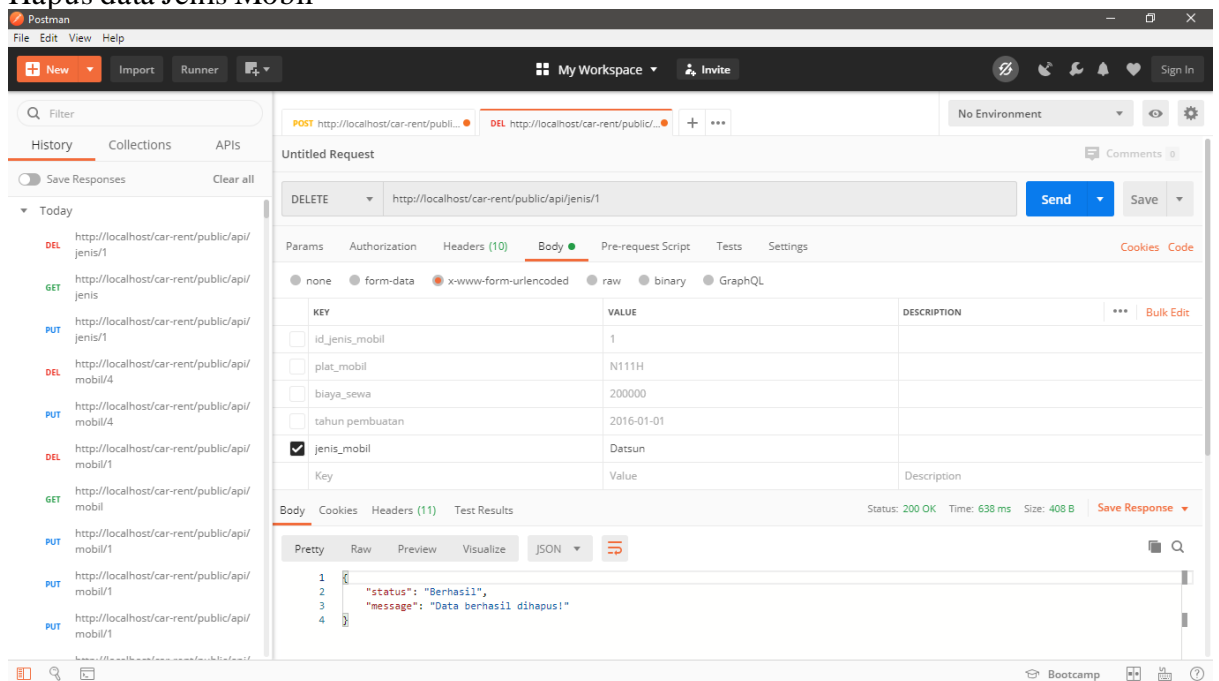 Hapus data Jenis Mobil
Postman
File Edit View Help
New Import Runner My Workspace Invite Sign In
Filter
History Collections APIs
Save Responses Clear all
Today
DEL http://localhost/car-rent/public/api/
jenis/1
GET http://localhost/car-rent/public/api/
jenis
PUT http://localhost/car-rent/public/api/
jenis/1
DEL http://localhost/car-rent/public/api/
mobil/4
PUT http://localhost/car-rent/public/api/
mobil/4
DEL http://localhost/car-rent/public/api/
mobil/1
GET http://localhost/car-rent/public/api/
mobil
PUT http://localhost/car-rent/public/api/
mobil/1
PUT http://localhost/car-rent/public/api/
mobil/1
PUT http://localhost/car-rent/public/api/
mobil/1
POST http://localhost/car-rent/publi... DEL http://localhost/car-rent/public/... No Environment
Untitled Request Comments 0
DELETE http://localhost/car-rent/public/api/jenis/1 Send Save
Params Authorization Headers (10) Body Pre-request Script Tests Settings Cookies Code
none form-data x-www-form-urlencoded raw binary GraphQL
KEY VALUE DESCRIPTION Bulk Edit
id_jenis_mobil 1
plat_mobil N111H
biaya_sewa 200000
tahun pembuatan 2016-01-01
jenis_mobil Datsun
Key Value Description
Body Cookies Headers (11) Test Results Status: 200 OK Time: 638 ms Size: 408 B Save Response
Pretty Raw Preview Visualize JSON
1 {
2 "status": "Berhasil",
3 "message": "Data berhasil dihapus!"
4 }
Bootcamp